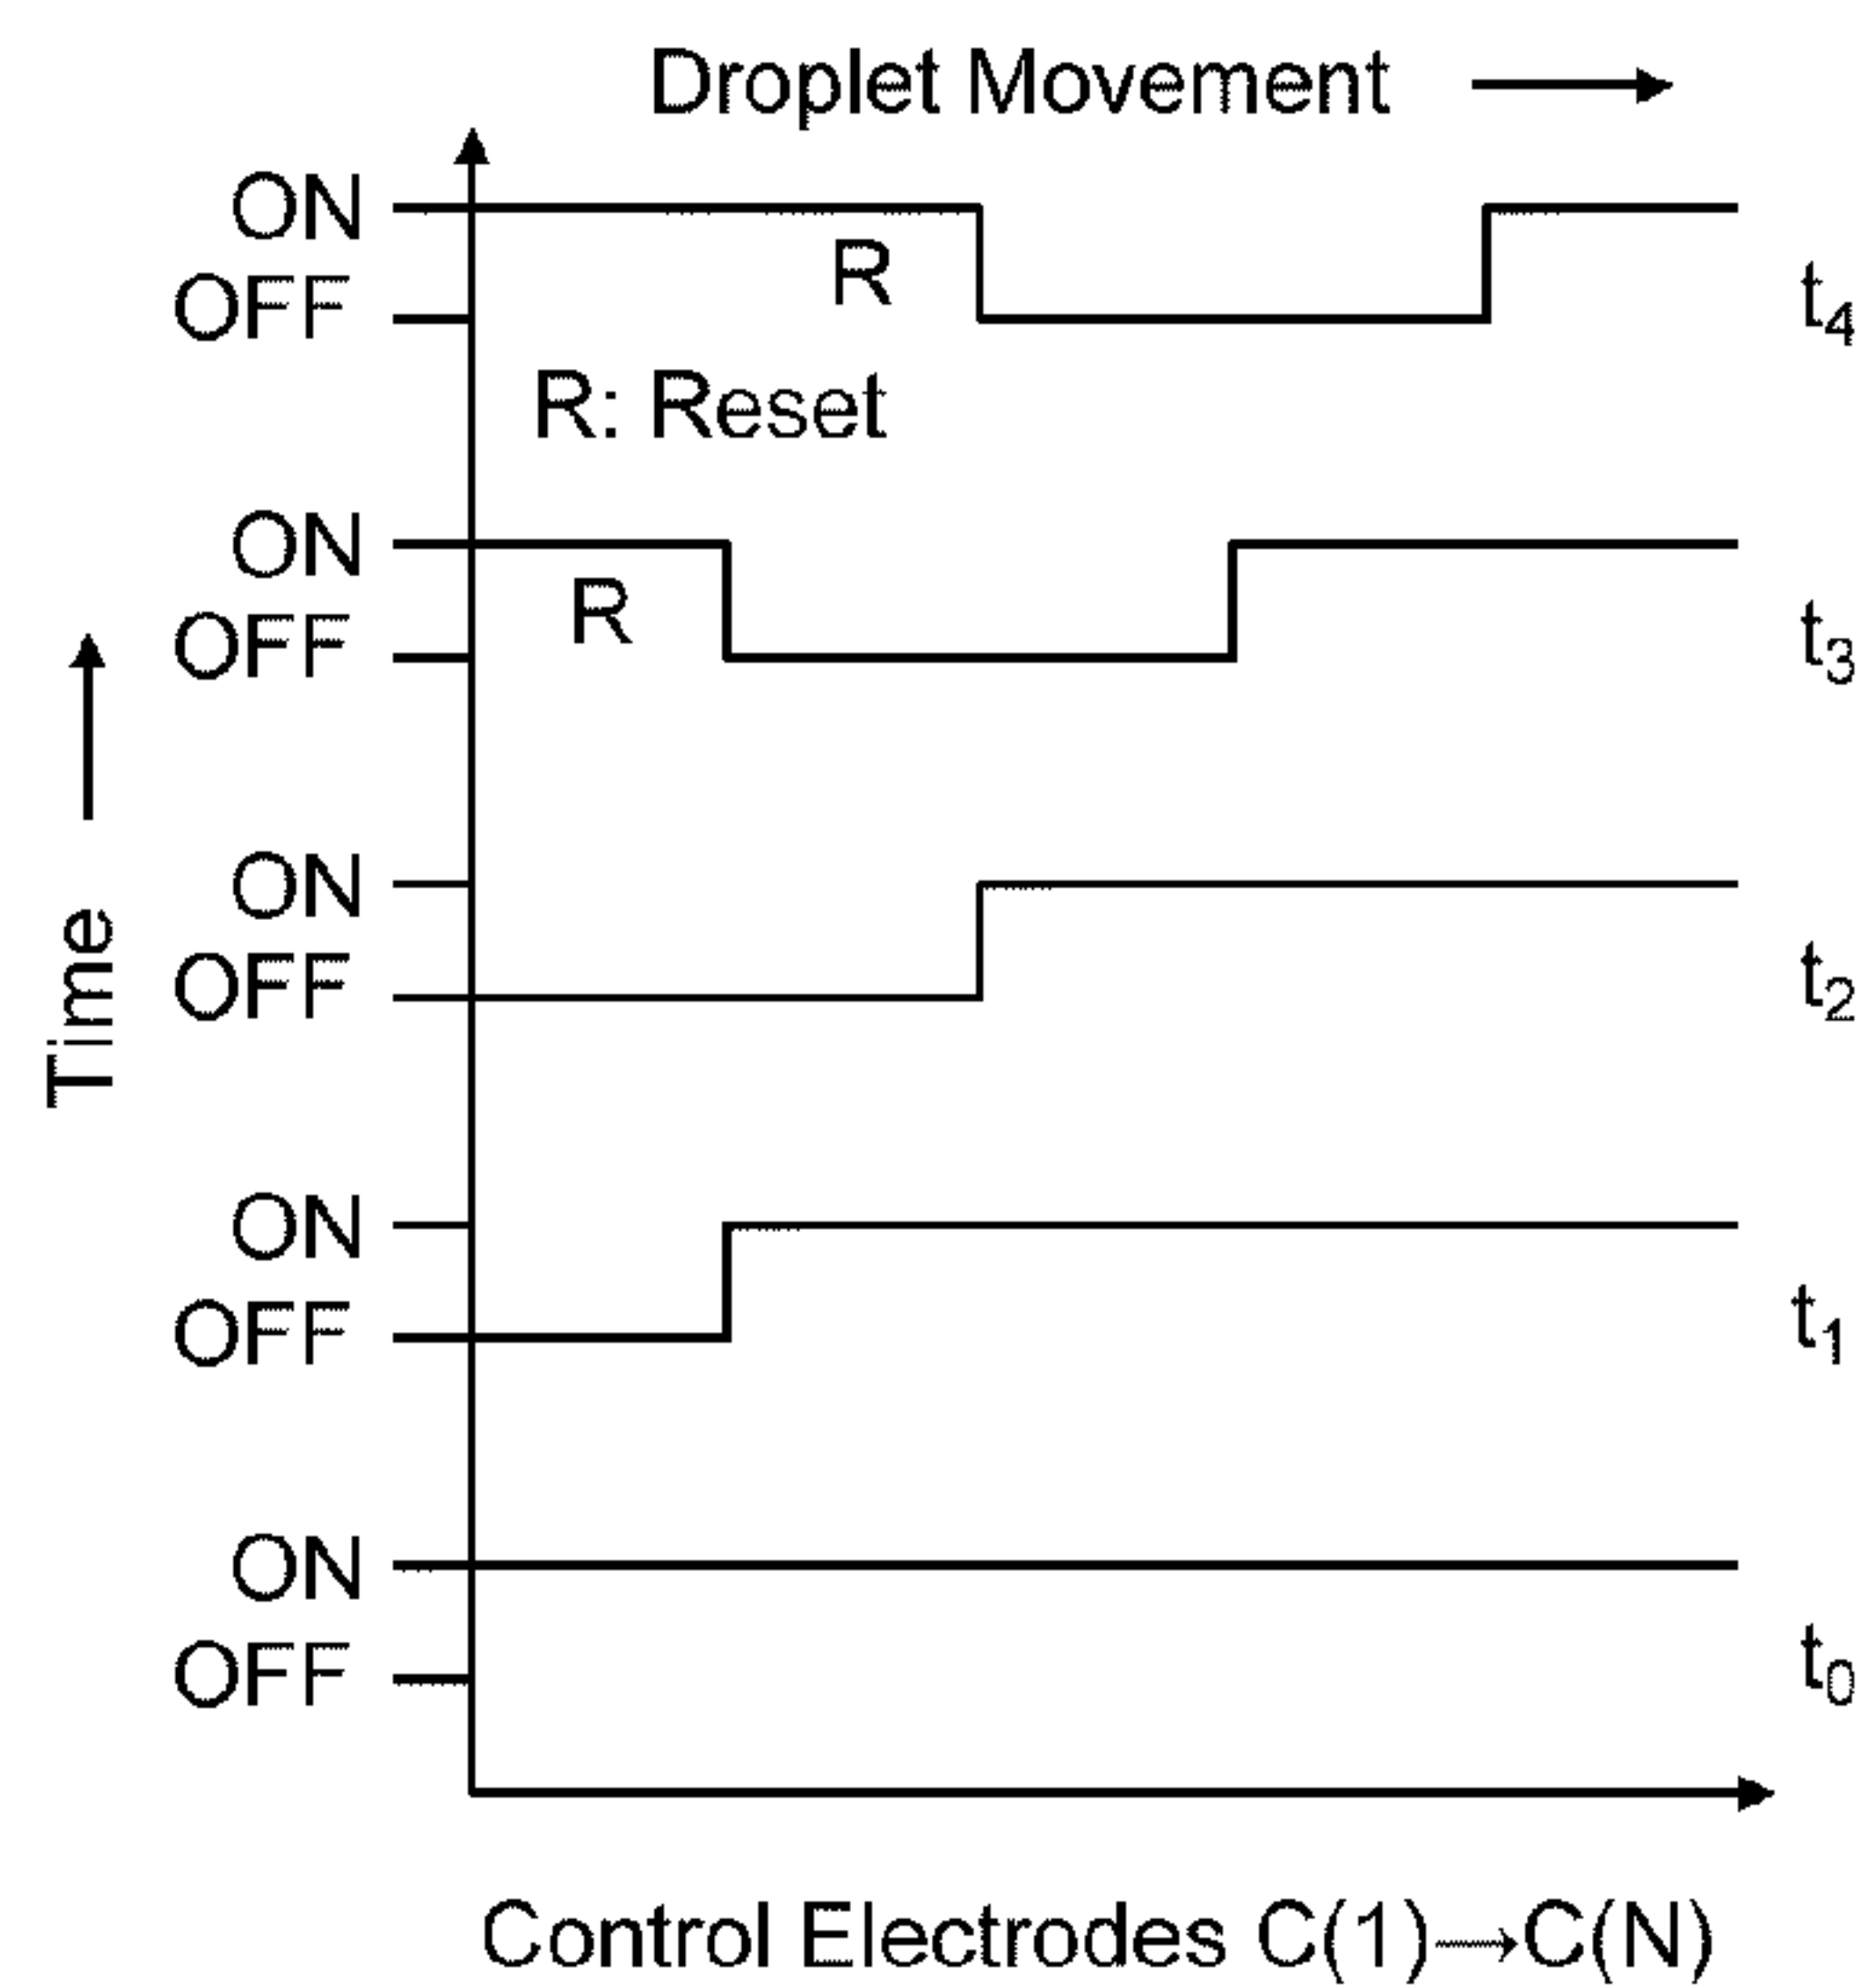 Droplet Movement
ON
OFF
R
t4
R: Reset
ON
OFF
R
t3
Time
ON
OFF
t2
ON
OFF
t1
ON
OFF
t0
Control Electrodes C(1)→C(N)